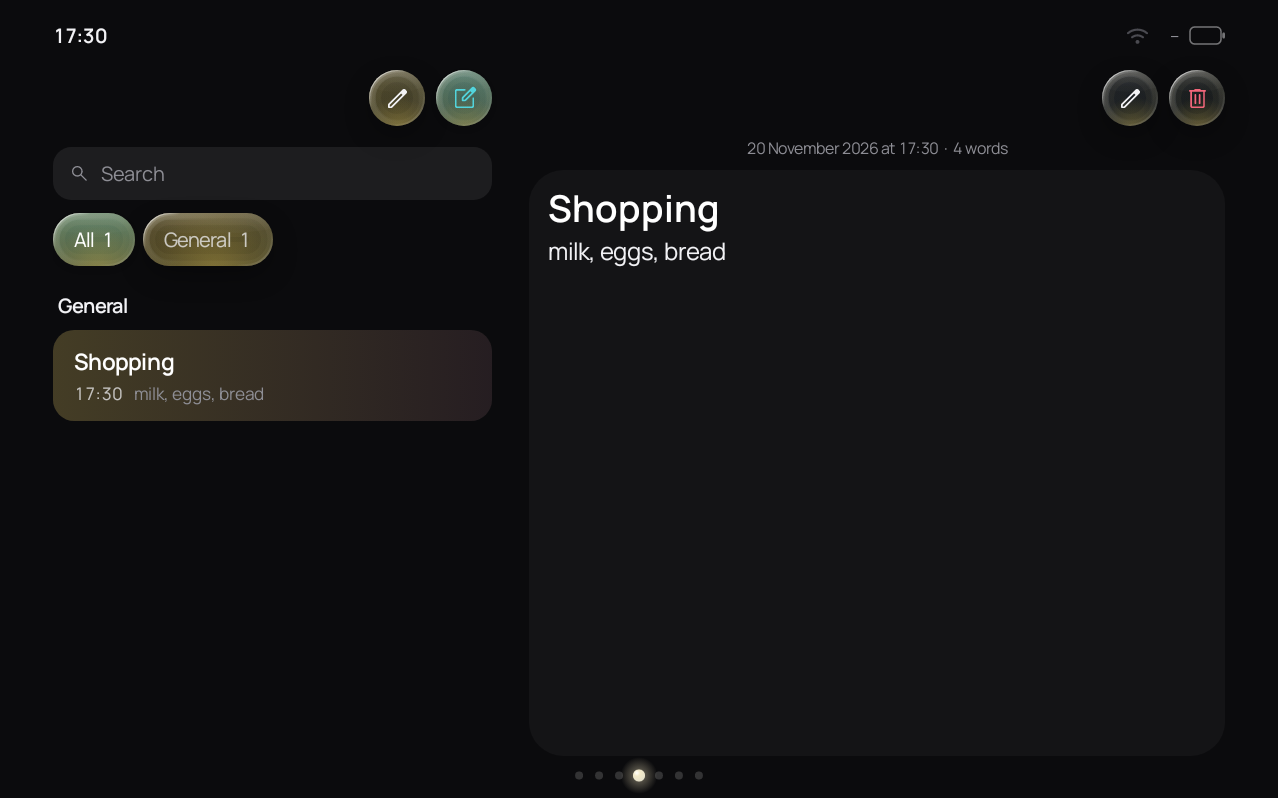 17:30
Search
All 1
General 1
General
Shopping
17:30 milk, eggs, bread
20 November 2026 at 17:30 · 4 words
Shopping
milk, eggs, bread